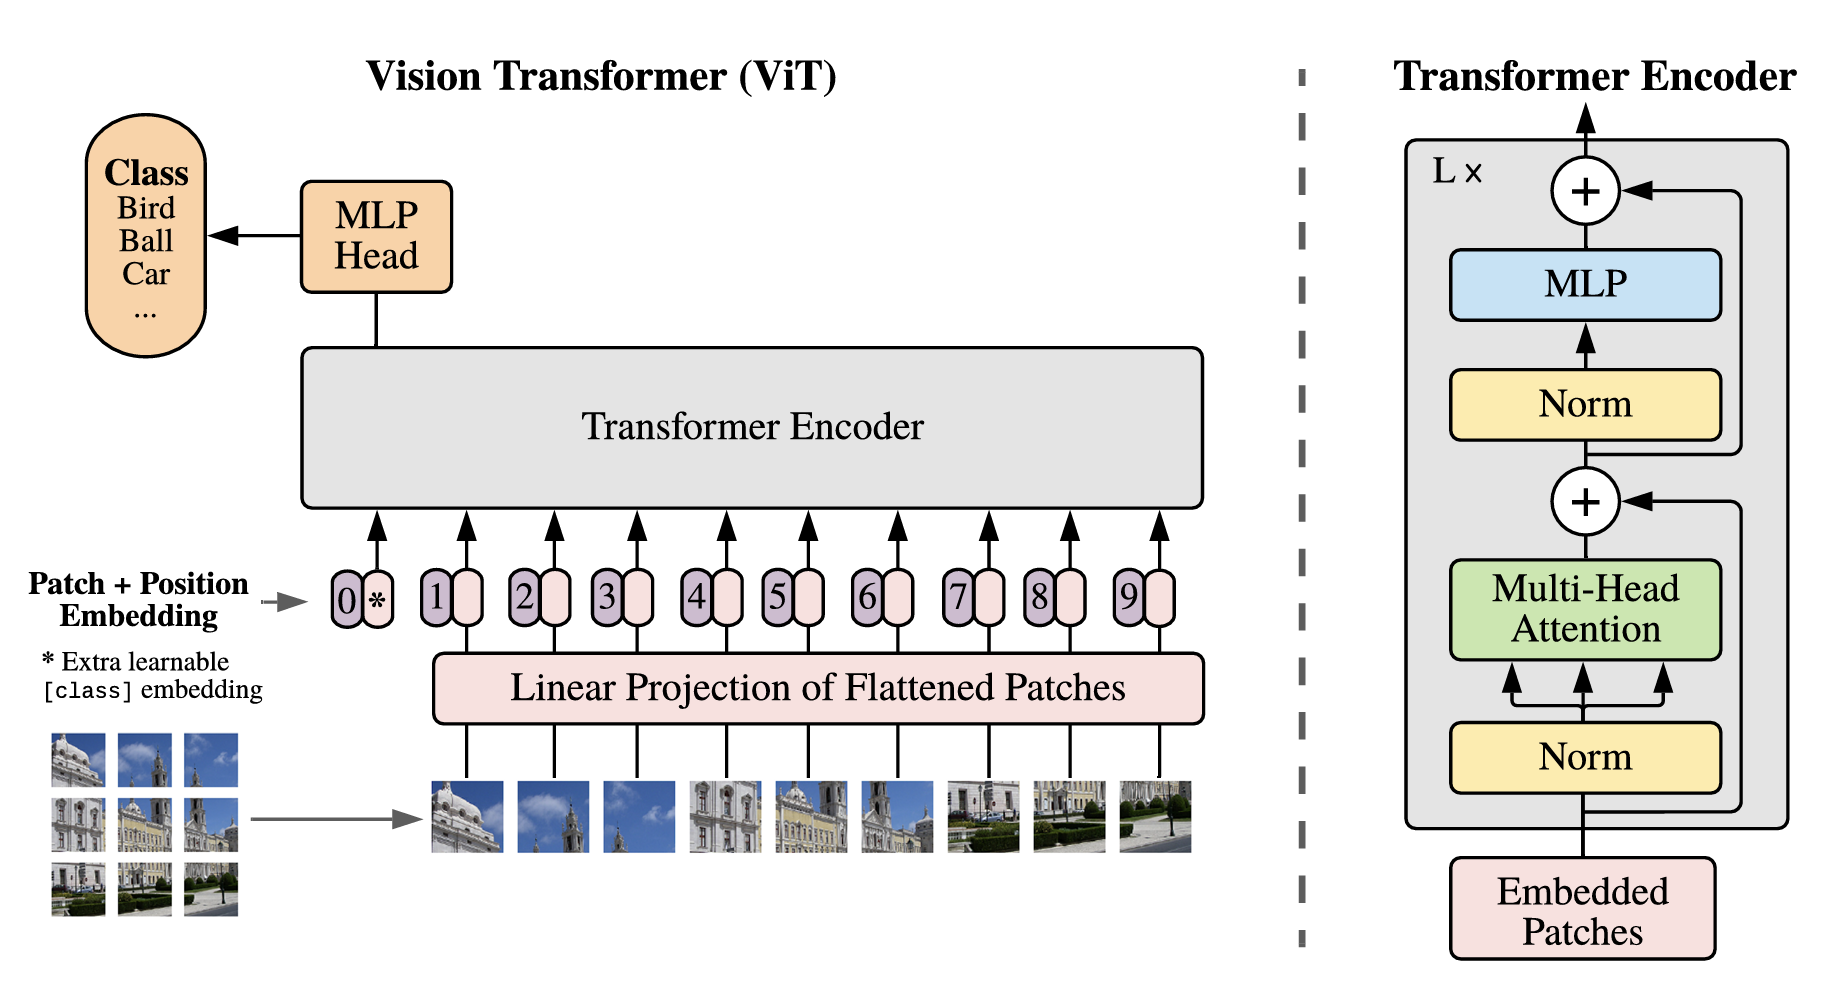 Vision Transformer (ViT)
Class
Bird
Ball
Car
...
MLP
Head
Transformer Encoder
Patch + Position
Embedding
0 * 1 2 3 4 5 6 7 8 9
* Extra learnable
[class] embedding
Linear Projection of Flattened Patches
Transformer Encoder
L ×
+
MLP
Norm
+
Multi-Head
Attention
Norm
Embedded
Patches